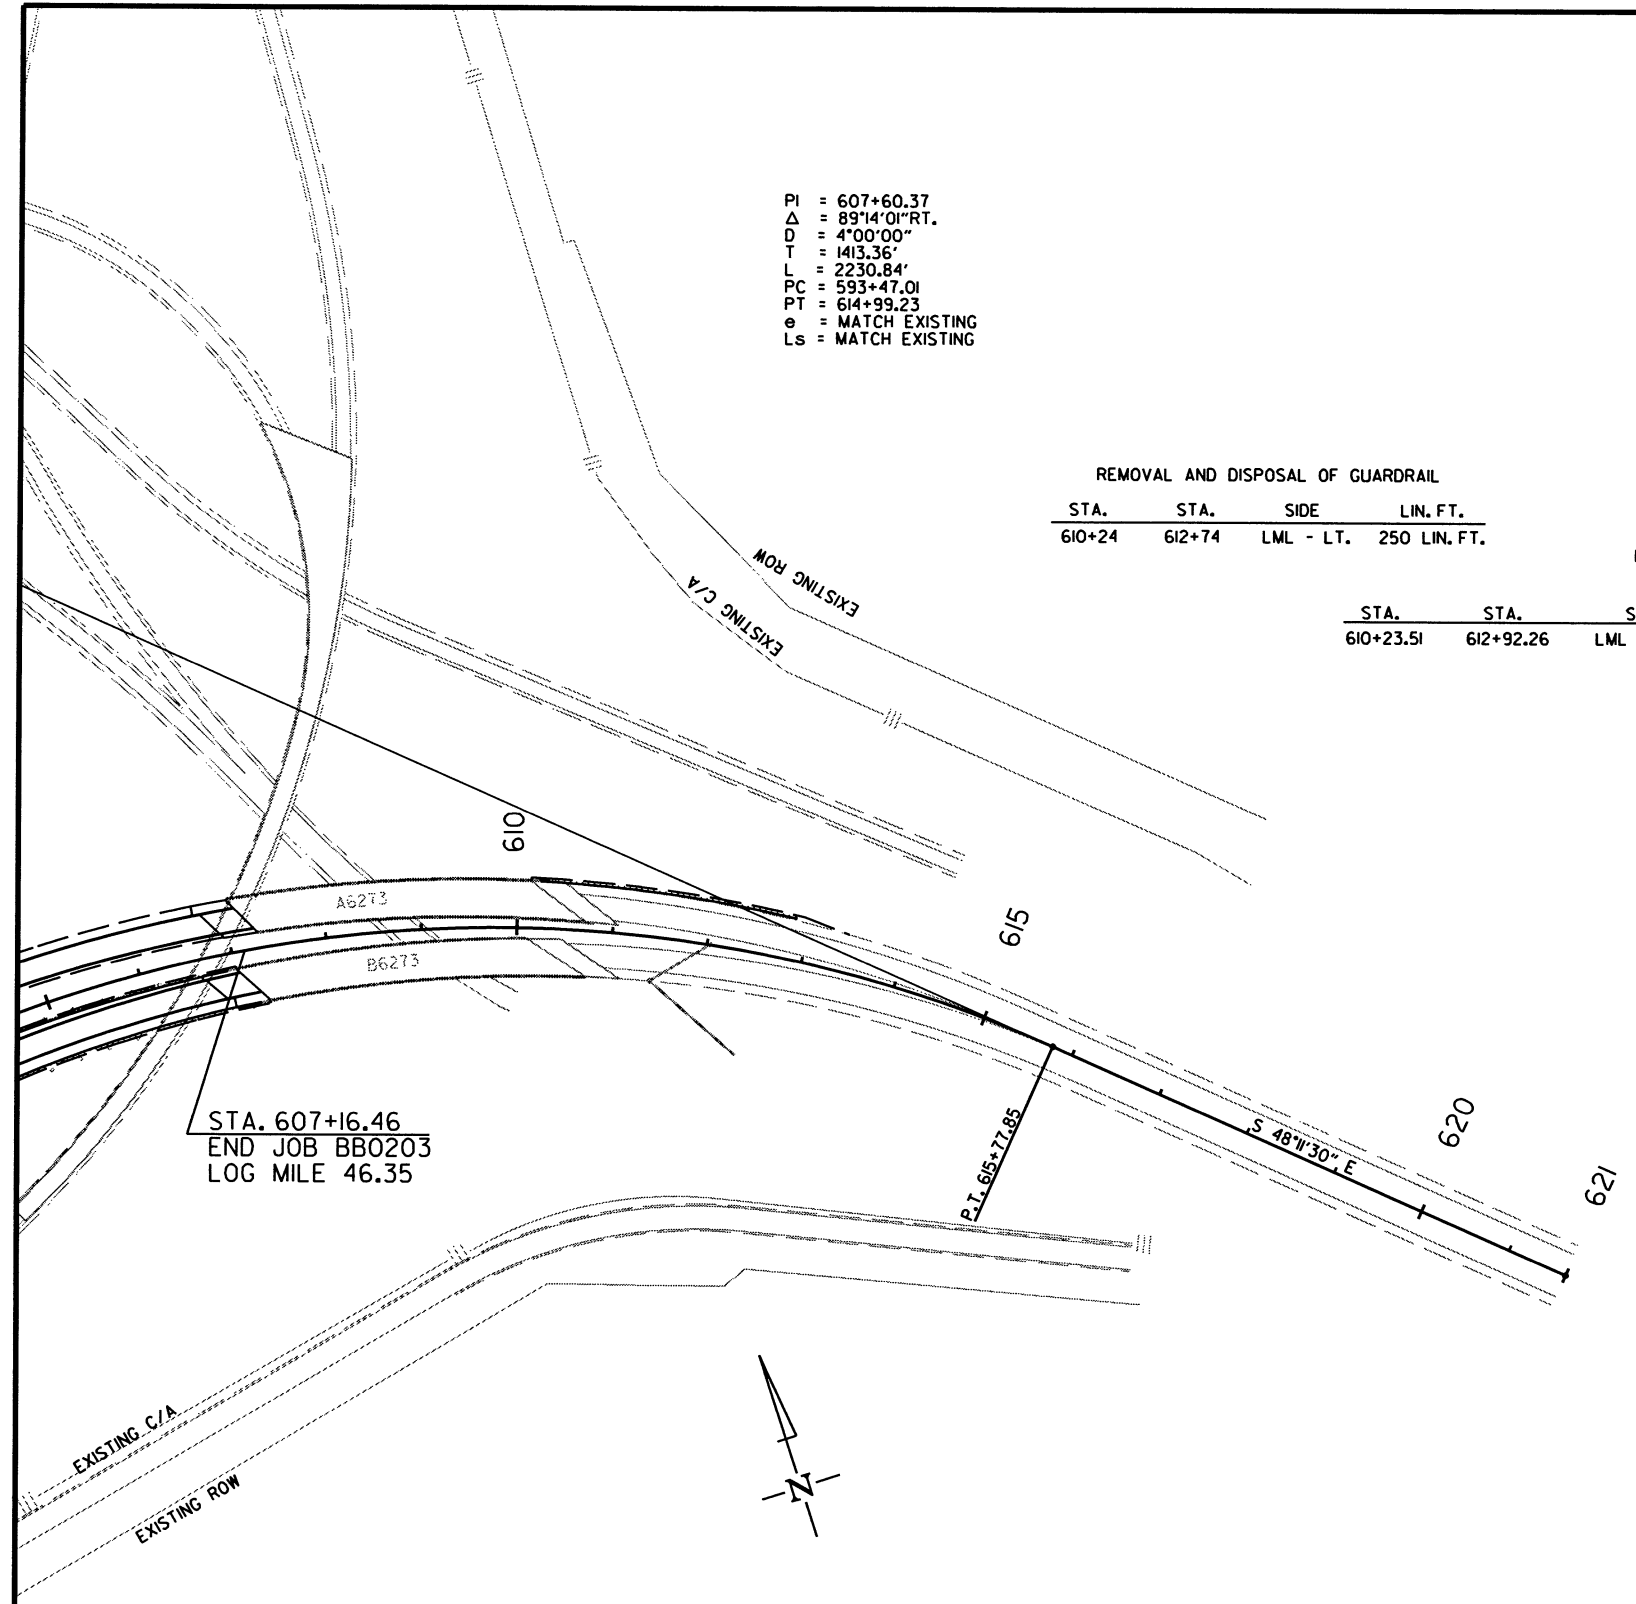 PI = 607+60.37
Δ = 89°14'01"RT.
D = 4°00'00"
T = 1413.36'
L = 2230.84'
PC = 593+47.01
PT = 614+99.23
e = MATCH EXISTING
Ls = MATCH EXISTING
REMOVAL AND DISPOSAL OF GUARDRAIL
STA. STA. SIDE LIN. FT.
610+24 612+74 LML - LT. 250 LIN. FT.
STA. STA. S
610+23.51 612+92.26 LML
EXISTING ROW
EXISTING C/A
610
A6273
B6273
615
STA. 607+16.46
END JOB BB0203
LOG MILE 46.35
P.T. 615+77.85
S 48°11'30" E
620
621
EXISTING C/A
EXISTING ROW
N